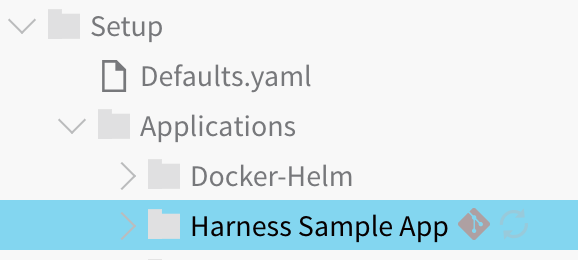 Setup
Defaults.yaml
Applications
Docker-Helm
Harness Sample App